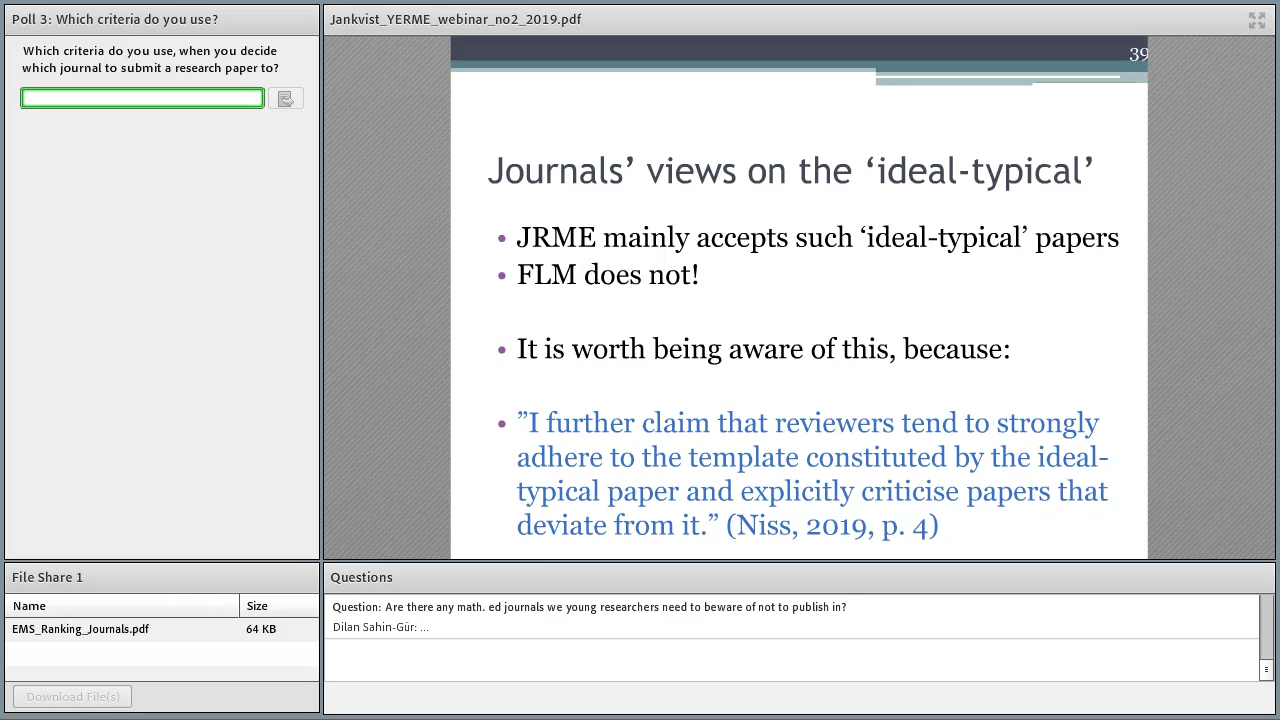 Poll 3: Which criteria do you use?
Which criteria do you use, when you decide
which journal to submit a research paper to?
Jankvist_YERME_webinar_no2_2019.pdf
39
Journals’ views on the ‘ideal-typical’
• JRME mainly accepts such ‘ideal-typical’ papers
• FLM does not!
• It is worth being aware of this, because:
• ”I further claim that reviewers tend to strongly
adhere to the template constituted by the ideal-
typical paper and explicitly criticise papers that
deviate from it.” (Niss, 2019, p. 4)
File Share 1
Name Size
EMS_Ranking_Journals.pdf 64 KB
Download File(s)
Questions
Question: Are there any math. ed journals we young researchers need to beware of not to publish in?
Dilan Sahin-Gür: ...